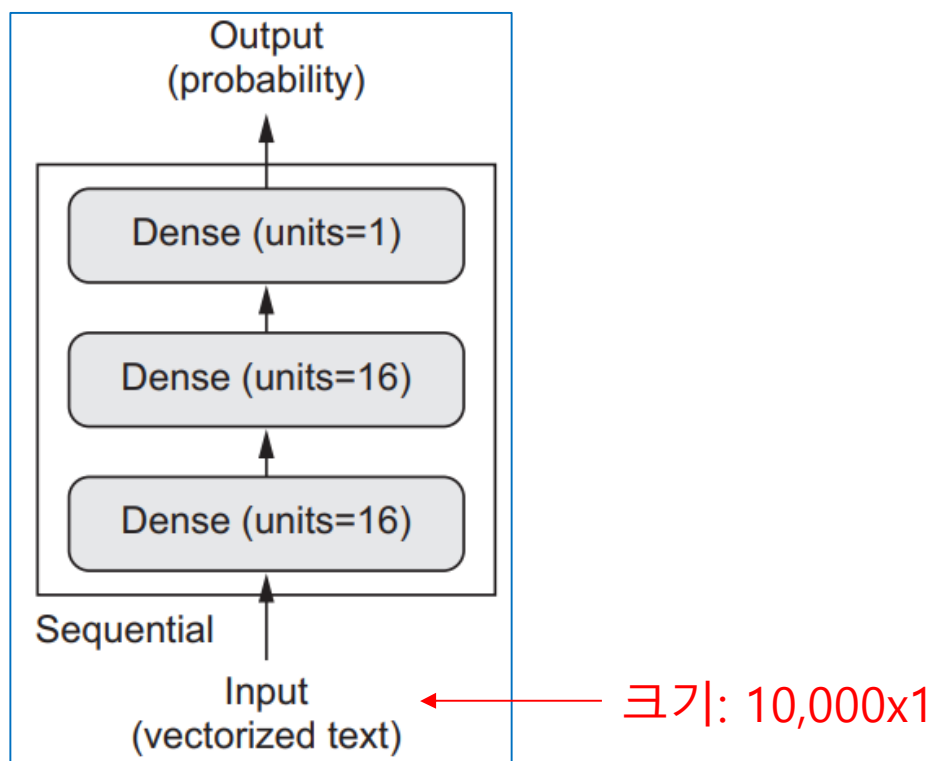 Output
(probability)
Dense (units=1)
Dense (units=16)
Dense (units=16)
Sequential
Input
(vectorized text)
크기: 10,000x1